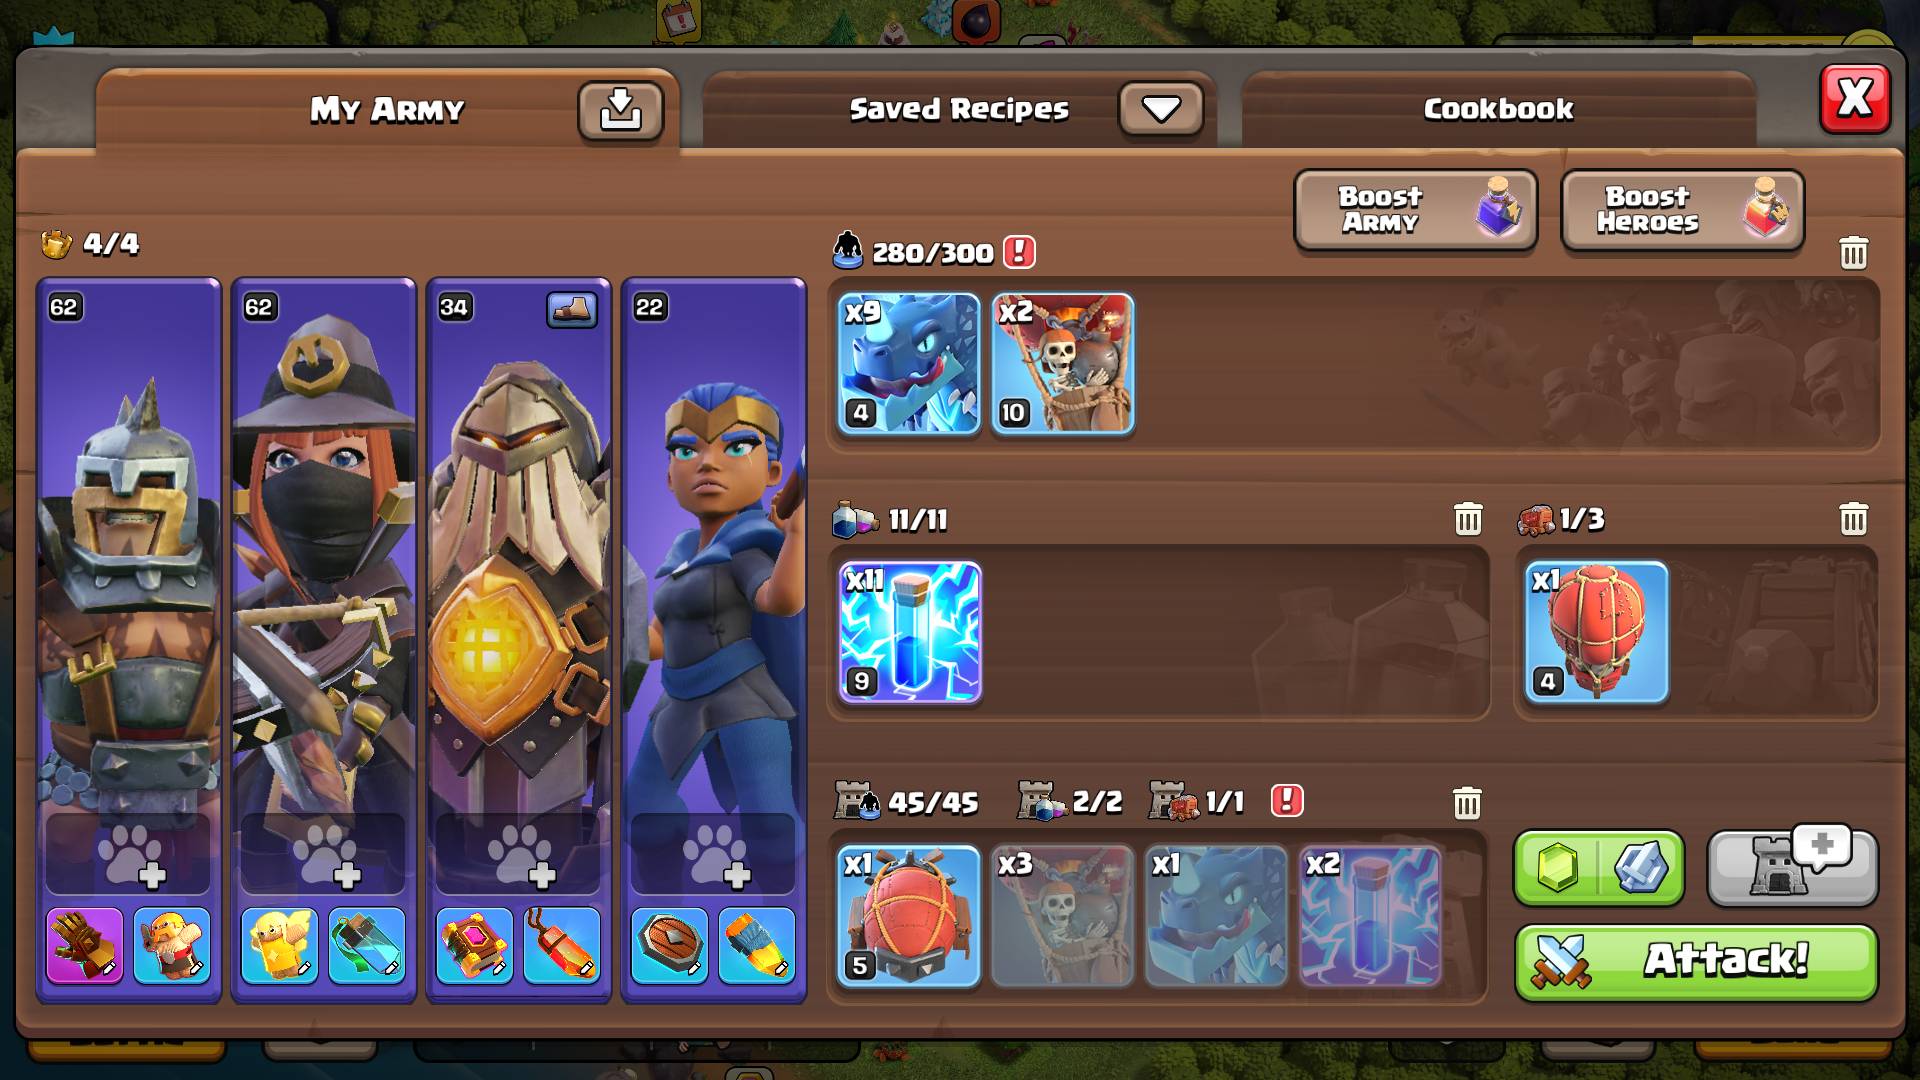 My Army
Saved Recipes
Cookbook
X
Boost Army
Boost Heroes
4/4
280/300 !
62
62
34
22
x9
4
x2
10
11/11
1/3
x11
9
x1
4
45/45
2/2
1/1
!
x1
5
x3
x1
x2
Attack!